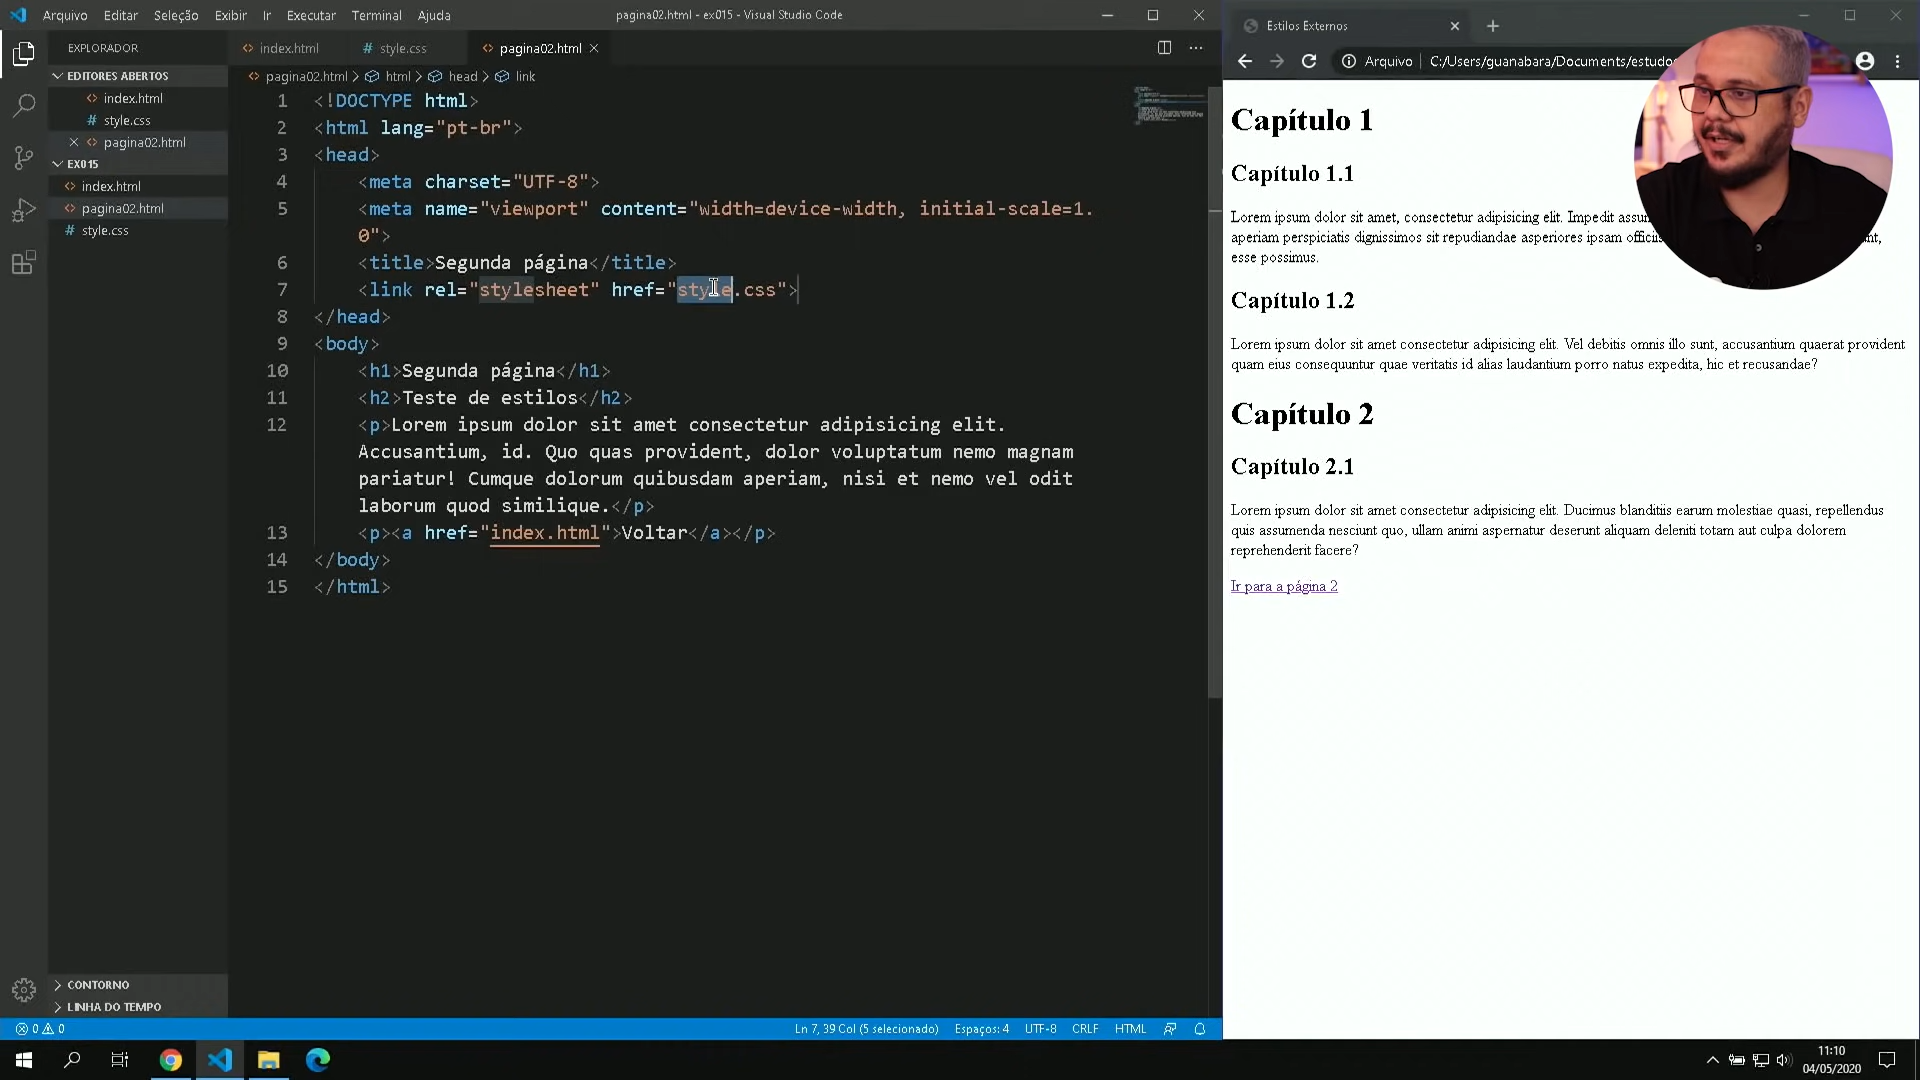 Arquivo Editar Seleção Exibir Ir Executar Terminal Ajuda
pagina02.html - ex015 - Visual Studio Code
EXPLORADOR
EDITORES ABERTOS
index.html
style.css
pagina02.html
EX015
index.html
pagina02.html
style.css
CONTORNO
LINHA DO TEMPO
index.html
style.css
pagina02.html
pagina02.html > html > head > link
1 <!DOCTYPE html>
2 <html lang="pt-br">
3 <head>
4 <meta charset="UTF-8">
5 <meta name="viewport" content="width=device-width, initial-scale=1.
0">
6 <title>Segunda página</title>
7 <link rel="stylesheet" href="style.css">
8 </head>
9 <body>
10 <h1>Segunda página</h1>
11 <h2>Teste de estilos</h2>
12 <p>Lorem ipsum dolor sit amet consectetur adipisicing elit.
Accusantium, id. Quo quas provident, dolor voluptatum nemo magnam
pariatur! Cumque dolorum quibusdam aperiam, nisi et nemo vel odit
laborum quod similique.</p>
13 <p><a href="index.html">Voltar</a></p>
14 </body>
15 </html>
0 0
Ln 7, 39 Col (5 selecionado) Espaços: 4 UTF-8 CRLF HTML
Estilos Externos
Arquivo | C:/Users/guanabara/Documents/estudo
Capítulo 1
Capítulo 1.1
Lorem ipsum dolor sit amet, consectetur adipisicing elit. Impedit
aperiam perspiciatis dignissimos sit repudiandae asperiores ipsam
esse possimus.
Capítulo 1.2
Lorem ipsum dolor sit amet consectetur adipisicing elit. Vel debitis omnis illo sunt, accusantium quaerat provident
quam eius consequuntur quae veritatis id alias laudantium porro natus expedita, hic et recusandae?
Capítulo 2
Capítulo 2.1
Lorem ipsum dolor sit amet consectetur adipisicing elit. Ducimus blanditiis earum molestiae quasi, repellendus
quis assumenda nesciunt quo, ullam animi aspernatur deserunt aliquam deleniti totam aut culpa dolorem
reprehenderit facere?
Ir para a página 2
11:10
04/05/2020